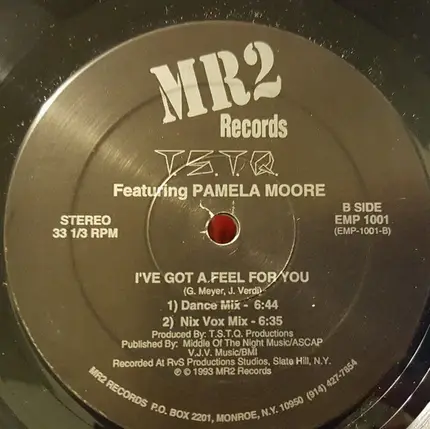 MR2
Records
T.S.T.Q.
Featuring PAMELA MOORE
STEREO
33 1/3 RPM
B SIDE
EMP 1001
(EMP-1001-B)
I'VE GOT A FEEL FOR YOU
(G. Meyer, J. Verdi)
1) Dance Mix - 6:44
2) Nix Vox Mix - 6:35
Produced By: T.S.T.Q. Productions
Published By: Middle Of The Night Music/ASCAP
V.J.V. Music/BMI
Recorded At RvS Productions Studios, Slate Hill, N.Y.
℗ © 1993 MR2 Records
MR2 RECORDS P.O. BOX 2201, MONROE, N.Y. 10950 (914) 427-7654